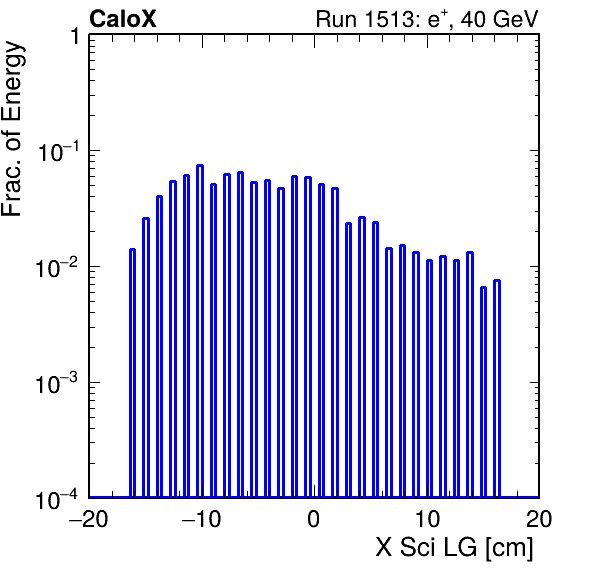 CaloX
Run 1513: e⁺, 40 GeV
Frac. of Energy
1
10⁻¹
10⁻²
10⁻³
10⁻⁴
−20
−10
0
10
20
X Sci LG [cm]